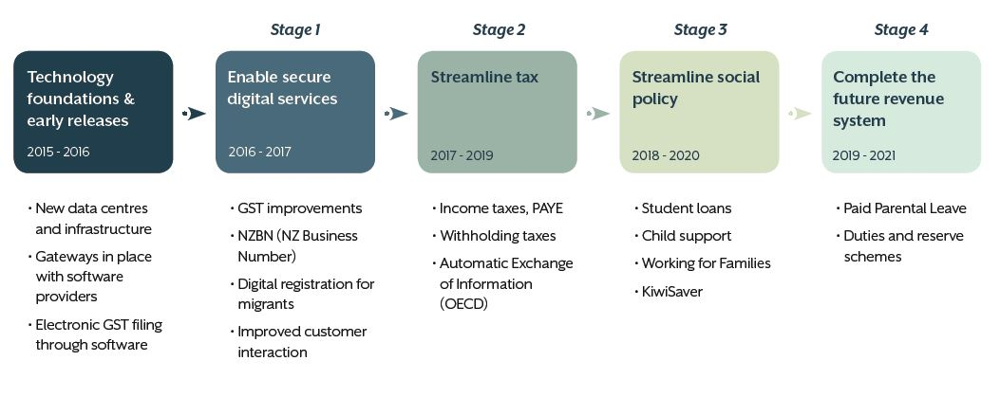 Stage 1
Stage 2
Stage 3
Stage 4
Technology
foundations &
early releases
2015 - 2016
Enable secure
digital services
2016 - 2017
Streamline tax
2017 - 2019
Streamline social
policy
2018 - 2020
Complete the
future revenue
system
2019 - 2021
· New data centres
and infrastructure
· Gateways in place
with software
providers
· Electronic GST filing
through software
· GST improvements
· NZBN (NZ Business
Number)
· Digital registration for
migrants
· Improved customer
interaction
· Income taxes, PAYE
· Withholding taxes
· Automatic Exchange
of Information
(OECD)
· Student loans
· Child support
· Working for Families
· KiwiSaver
· Paid Parental Leave
· Duties and reserve
schemes